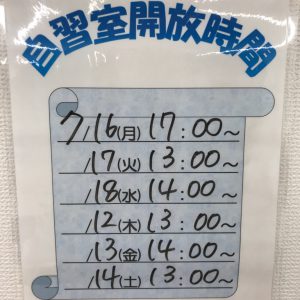 自習室開放時間
7/16(月) 17:00~
/17(火) 13:00~
/18(水) 14:00~
/12(木) 13:00~
/13(金) 14:00~
/14(土) 13:00~